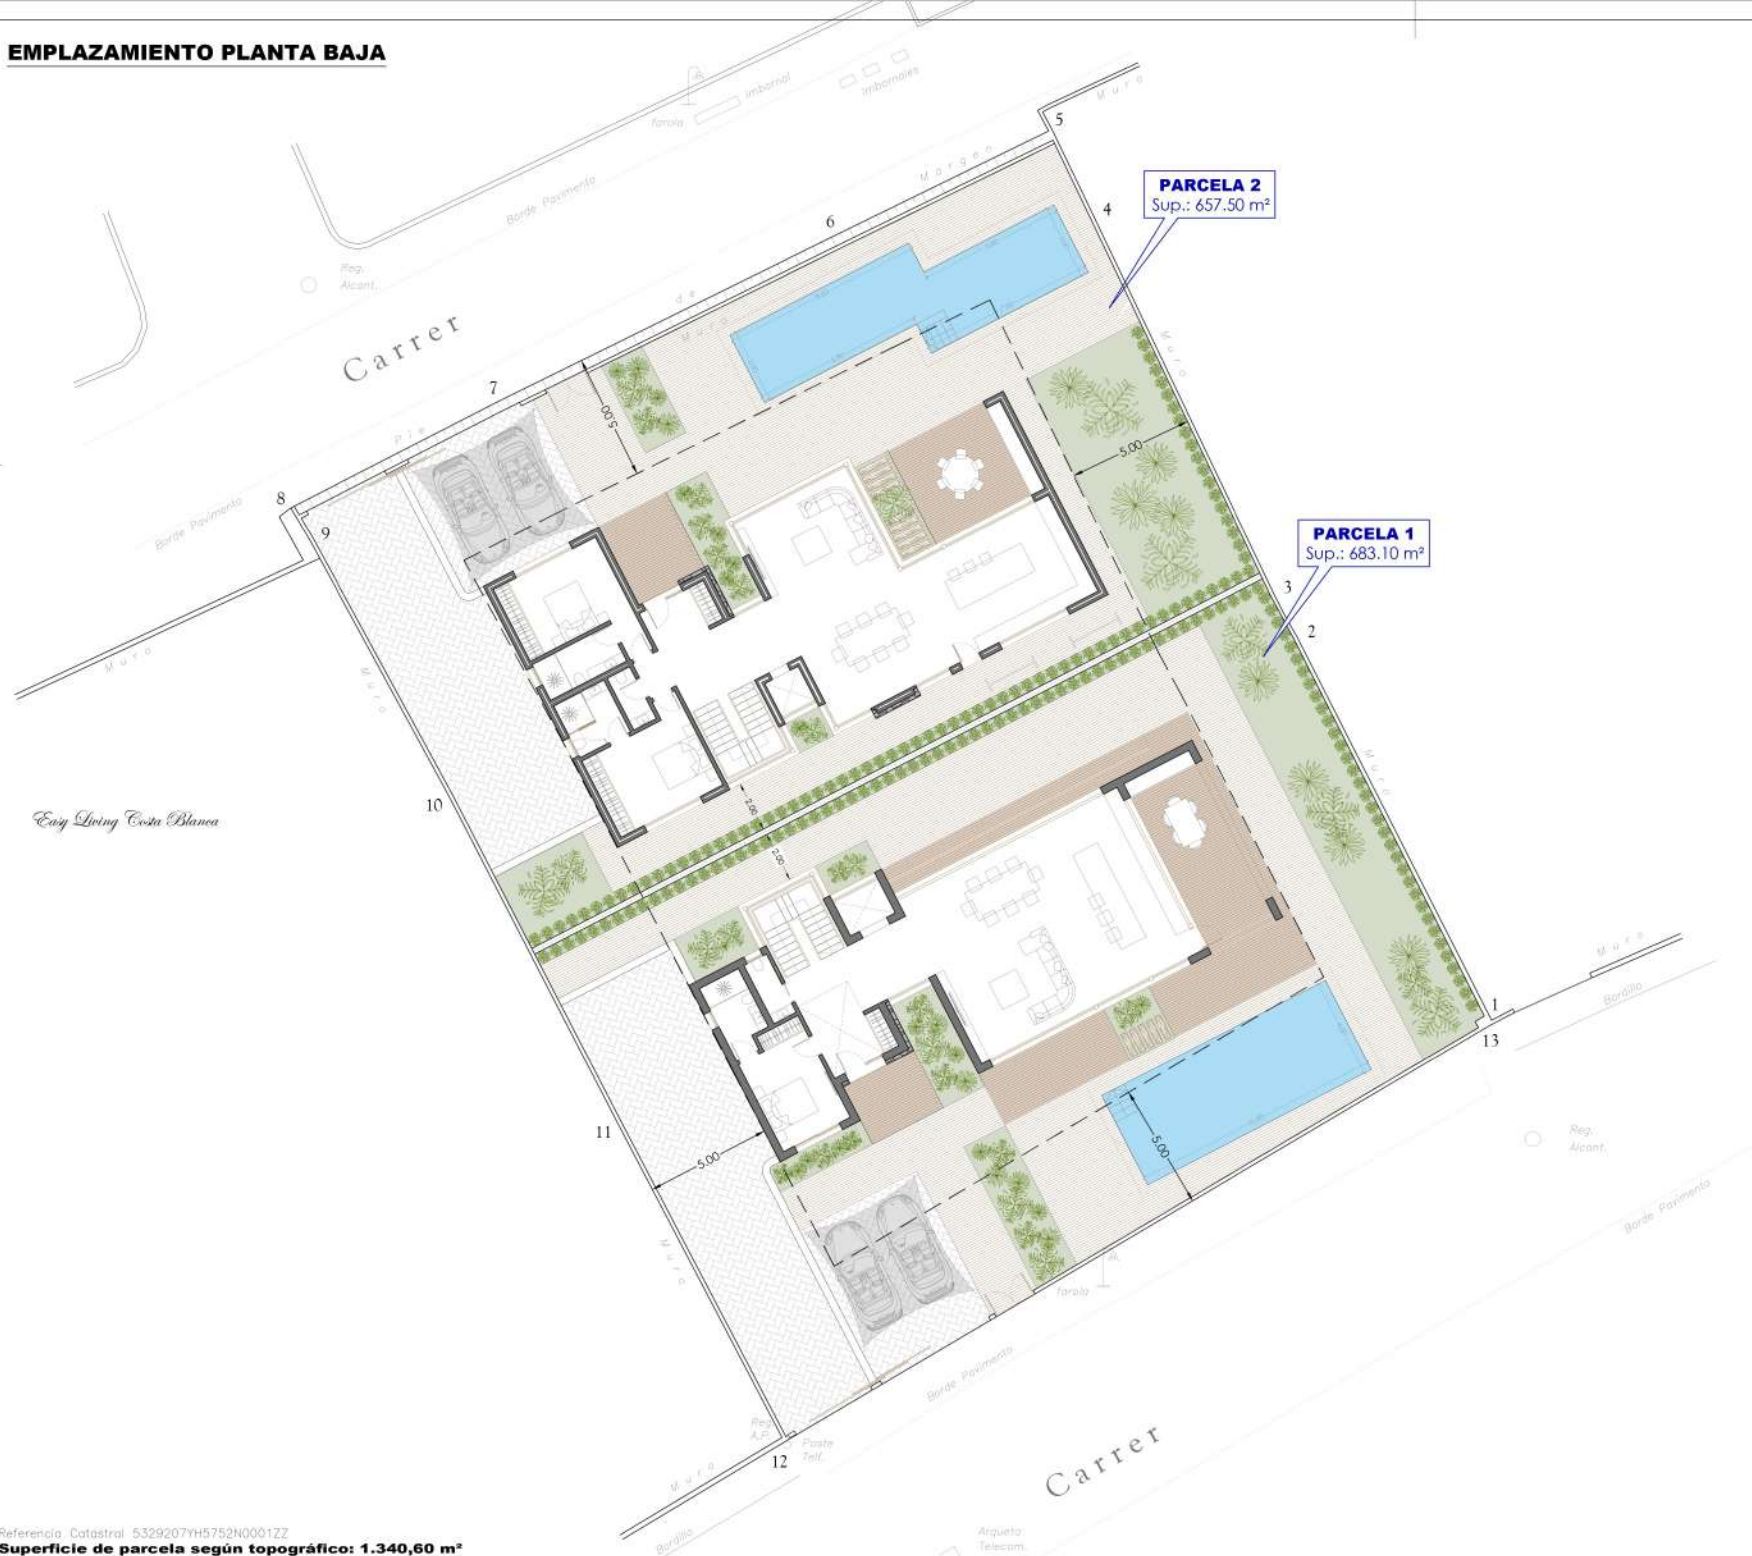 EMPLAZAMIENTO PLANTA BAJA
farola
Imbornal
Imbornales
Muro
5
PARCELA 2
Sup.: 657.50 m²
4
Margen
6
Borde Pavimento
Reg.
Alcant.
de
Muro
Carrer
7
5.00
Pie
Muro
5.00
8
9
Borde Pavimento
PARCELA 1
Sup.: 683.10 m²
3
2
Muro
Muro
10
2.00
2.00
Muro
Easy Living Costa Blanca
Muro
Bordillo
1
13
11
5.00
5.00
Reg.
Alcant.
Muro
Borde Pavimento
farola
Borde Pavimento
Reg.
A.P.
Poste
Telf.
12
Carrer
Muro
Bordillo
Arqueta
Telecom.
Referencia Catastral 5329207YH5752N0001ZZ
Superficie de parcela según topográfico: 1.340,60 m²